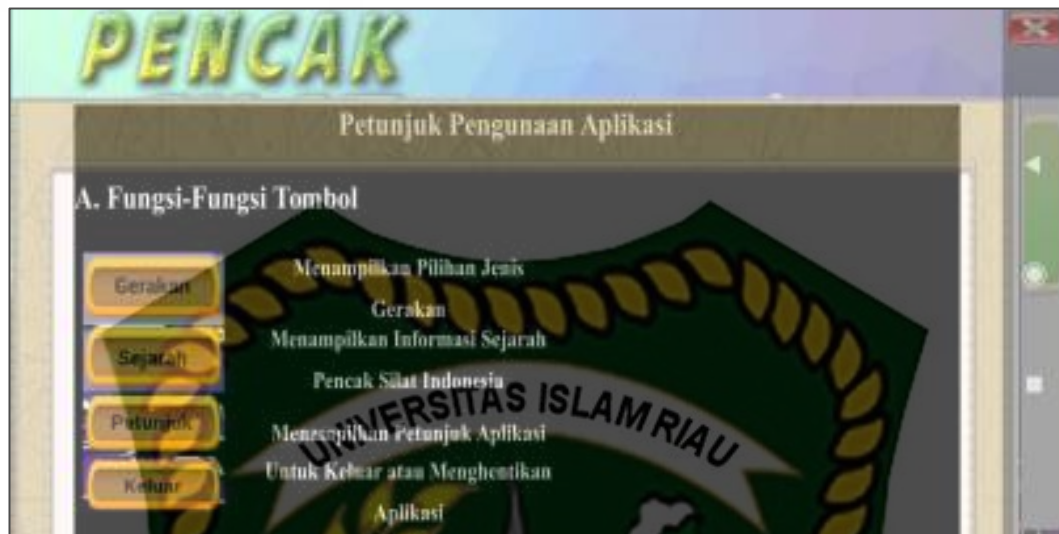 PENCAK
Petunjuk Pengunaan Aplikasi
A. Fungsi-Fungsi Tombol
Gerakan
Menampilkan Pilihan Jenis
Gerakan
Sejarah
Menampilkan Informasi Sejarah
Pencak Silat Indonesia
Petunjuk
Menampilkan Petunjuk Aplikasi
Keluar
Untuk Keluar atau Menghentikan
Aplikasi
UNIVERSITAS ISLAM RIAU